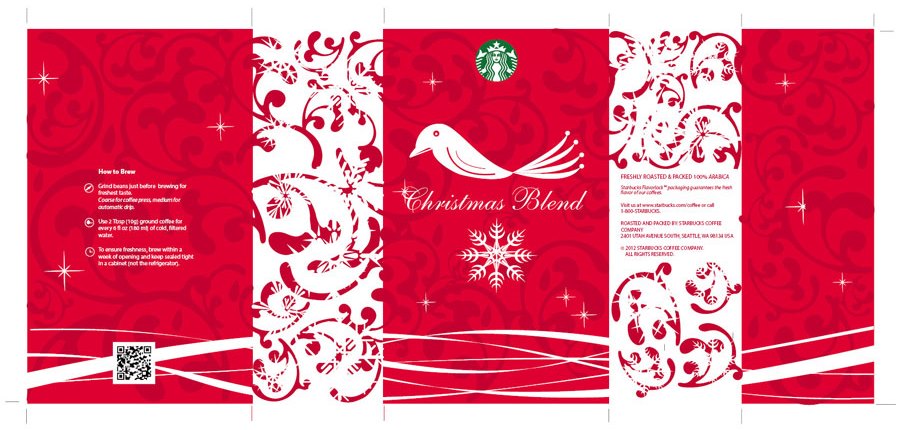 How to Brew
Grind beans just before brewing for
freshest taste.
Coarse for coffee press, medium for
automatic drip.
Use 2 Tbsp (10g) ground coffee for
every 6 fl oz (180 ml) of cold, filtered
water.
To ensure freshness, brew within a
week of opening and keep sealed tight
in a cabinet (not the refrigerator).
Christmas Blend
FRESHLY ROASTED & PACKED 100% ARABICA
Starbucks Flavorlock™ packaging guarantees the fresh
flavor of our coffees.
Visit us at www.starbucks.com/coffee or call
1-800-STARBUCKS.
ROASTED AND PACKED BY: STARBUCKS COFFEE
COMPANY
2401 UTAH AVENUE SOUTH, SEATTLE, WA 98134 USA
© 2012 STARBUCKS COFFEE COMPANY.
ALL RIGHTS RESERVED.